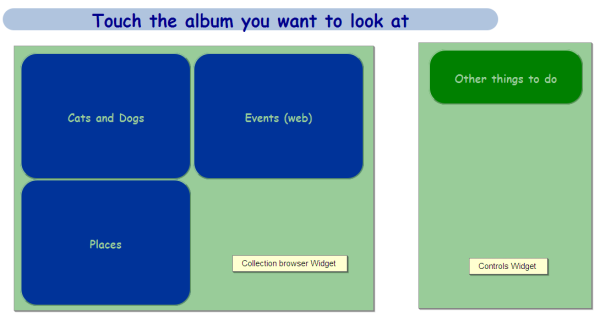 Touch the album you want to look at
Cats and Dogs
Events (web)
Places
Collection browser Widget
Other things to do
Controls Widget